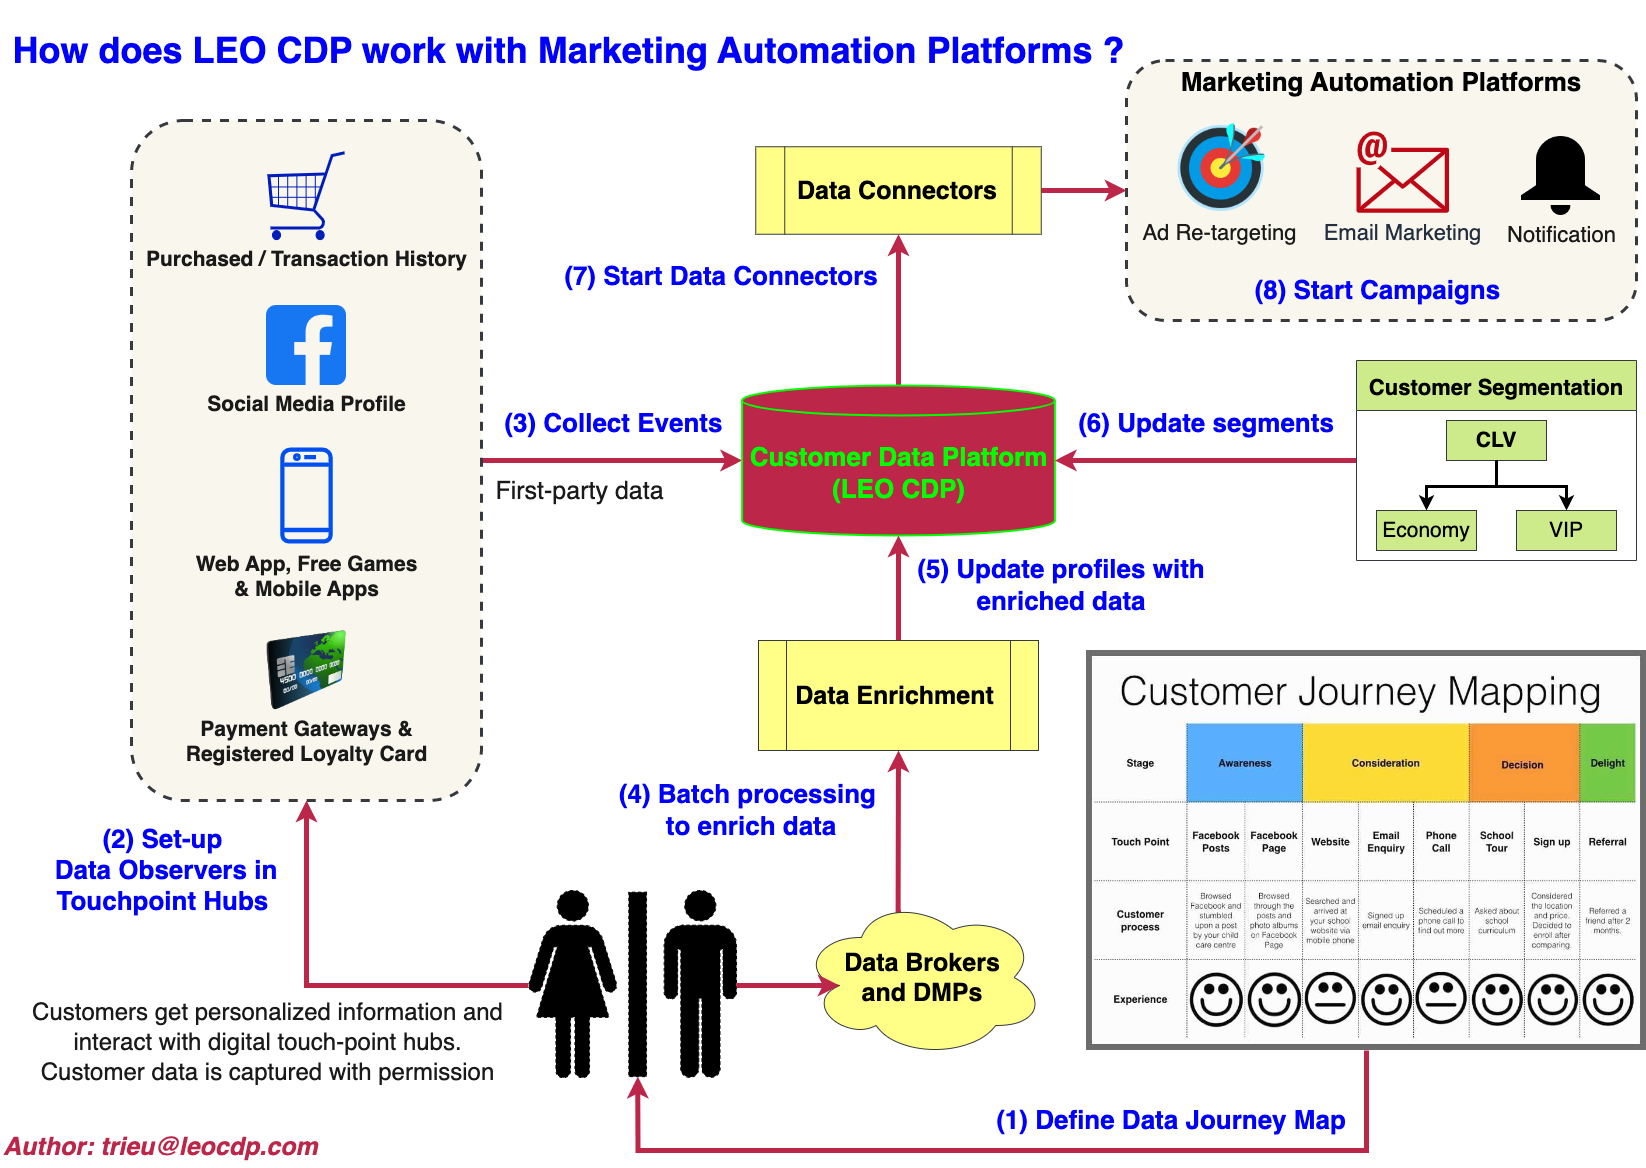 How does LEO CDP work with Marketing Automation Platforms ?
Marketing Automation Platforms
Ad Re-targeting
@
Email Marketing
Notification
(8) Start Campaigns
Data Connectors
(7) Start Data Connectors
Purchased / Transaction History
Social Media Profile
Web App, Free Games
& Mobile Apps
4500 0000 0000 0000
Payment Gateways &
Registered Loyalty Card
(3) Collect Events
First-party data
Customer Data Platform
(LEO CDP)
(6) Update segments
Customer Segmentation
CLV
Economy
VIP
(5) Update profiles with
enriched data
Data Enrichment
(4) Batch processing
to enrich data
(2) Set-up
Data Observers in
Touchpoint Hubs
Data Brokers
and DMPs
Customers get personalized information and
interact with digital touch-point hubs.
Customer data is captured with permission
Customer Journey Mapping
Stage
Awareness
Consideration
Decision
Delight
Touch Point
Facebook
Posts
Facebook
Page
Website
Email
Enquiry
Phone
Call
School
Tour
Sign up
Referral
Customer
process
Browsed
Facebook and
stumbled
upon a post
by your child
care centre
Browsed
through the
posts and
photo albums
on Facebook
Page
Searched and
arrived at
your school
website via
mobile phone
Signed up
email enquiry
Scheduled a
phone call to
find out more
Asked about
school
curriculum
Considered
the location
and price.
Decided to
enroll after
comparing.
Referred a
friend after 2
months.
Experience
(1) Define Data Journey Map
Author: trieu@leocdp.com